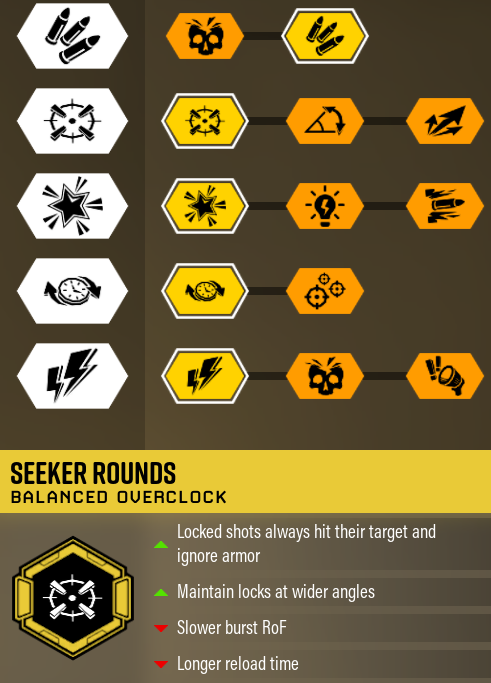 SEEKER ROUNDS
BALANCED OVERCLOCK
Locked shots always hit their target and
ignore armor
Maintain locks at wider angles
Slower burst RoF
Longer reload time